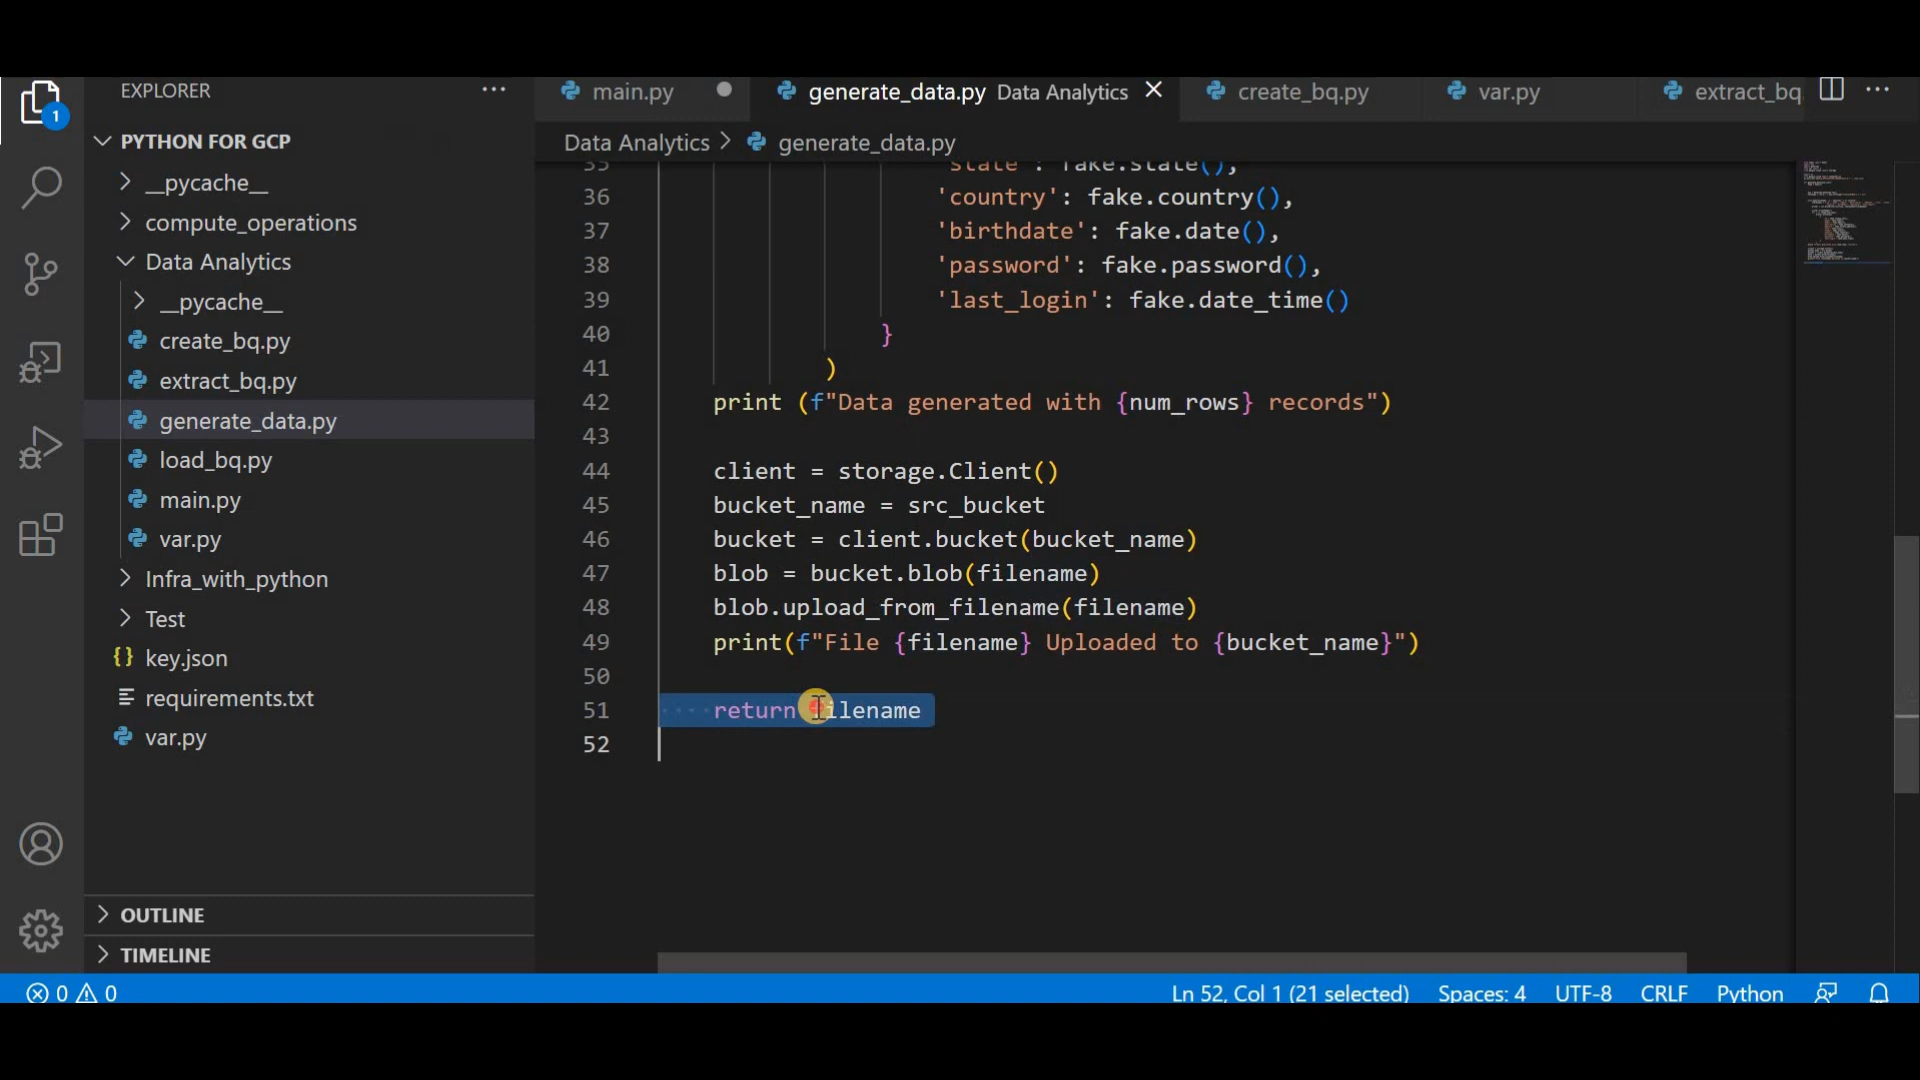 EXPLORER
PYTHON FOR GCP
__pycache__
compute_operations
Data Analytics
__pycache__
create_bq.py
extract_bq.py
generate_data.py
load_bq.py
main.py
var.py
Infra_with_python
Test
key.json
requirements.txt
var.py
OUTLINE
TIMELINE
1
main.py
generate_data.py Data Analytics
create_bq.py
var.py
extract_bq
Data Analytics > generate_data.py
35 'state': fake.state(),
36 'country': fake.country(),
37 'birthdate': fake.date(),
38 'password': fake.password(),
39 'last_login': fake.date_time()
40 }
41 )
42 print (f"Data generated with {num_rows} records")
43
44 client = storage.Client()
45 bucket_name = src_bucket
46 bucket = client.bucket(bucket_name)
47 blob = bucket.blob(filename)
48 blob.upload_from_filename(filename)
49 print(f"File {filename} Uploaded to {bucket_name}")
50
51 return filename
52
0 0
Ln 52, Col 1 (21 selected) Spaces: 4 UTF-8 CRLF Python